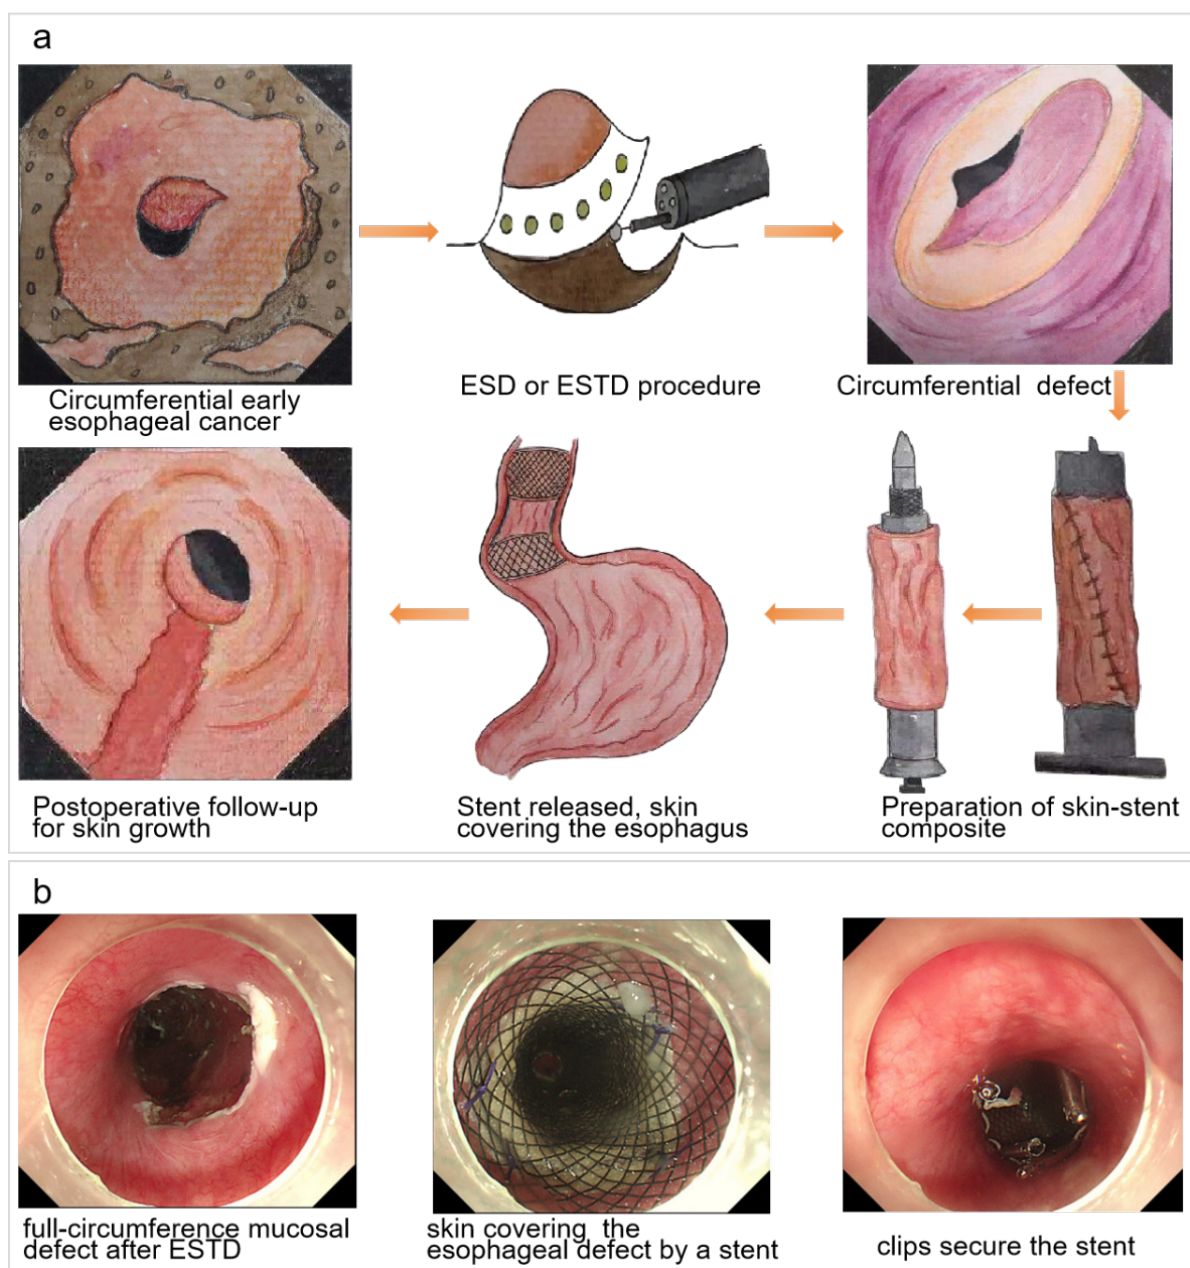 a
Circumferential early
esophageal cancer
ESD or ESTD procedure
Circumferential defect
Postoperative follow-up
for skin growth
Stent released, skin
covering the esophagus
Preparation of skin-stent
composite
b
full-circumference mucosal
defect after ESTD
skin covering the
esophageal defect by a stent
clips secure the stent